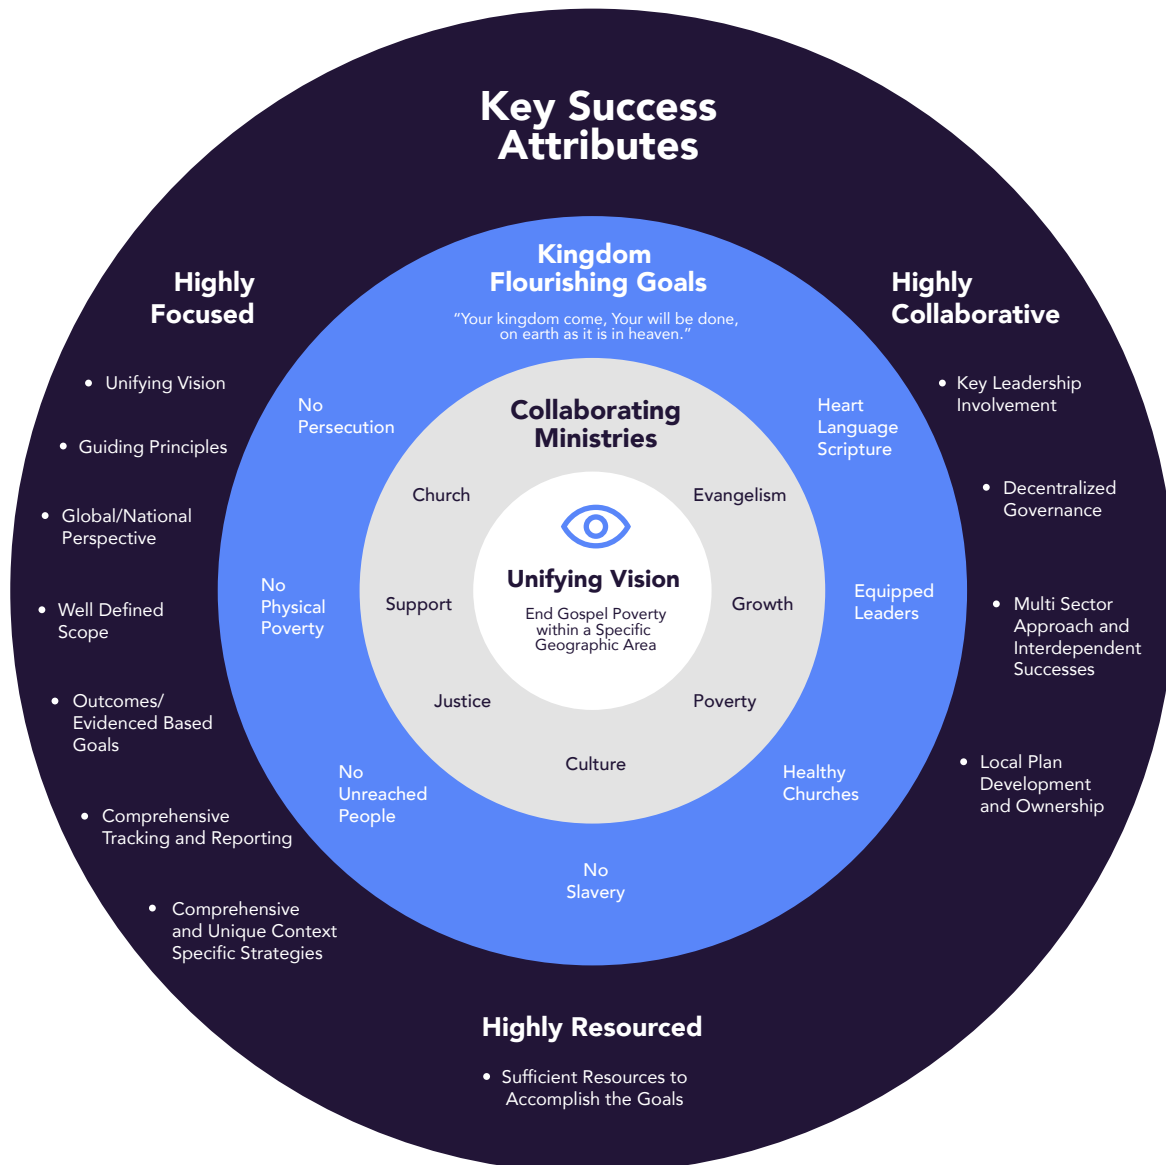 Key Success
Attributes
Kingdom
Flourishing Goals
“Your kingdom come, Your will be done,
on earth as it is in heaven.”
Highly
Focused
• Unifying Vision
• Guiding Principles
• Global/National
Perspective
• Well Defined
Scope
• Outcomes/
Evidenced Based
Goals
• Comprehensive
Tracking and Reporting
• Comprehensive
and Unique Context
Specific Strategies
Highly
Collaborative
• Key Leadership
Involvement
• Decentralized
Governance
• Multi Sector
Approach and
Interdependent
Successes
• Local Plan
Development
and Ownership
Highly Resourced
• Sufficient Resources to
Accomplish the Goals
No
Persecution
Heart
Language
Scripture
No
Physical
Poverty
Equipped
Leaders
No
Unreached
People
Healthy
Churches
No
Slavery
Collaborating
Ministries
Church
Evangelism
Support
Growth
Justice
Poverty
Culture
Unifying Vision
End Gospel Poverty
within a Specific
Geographic Area